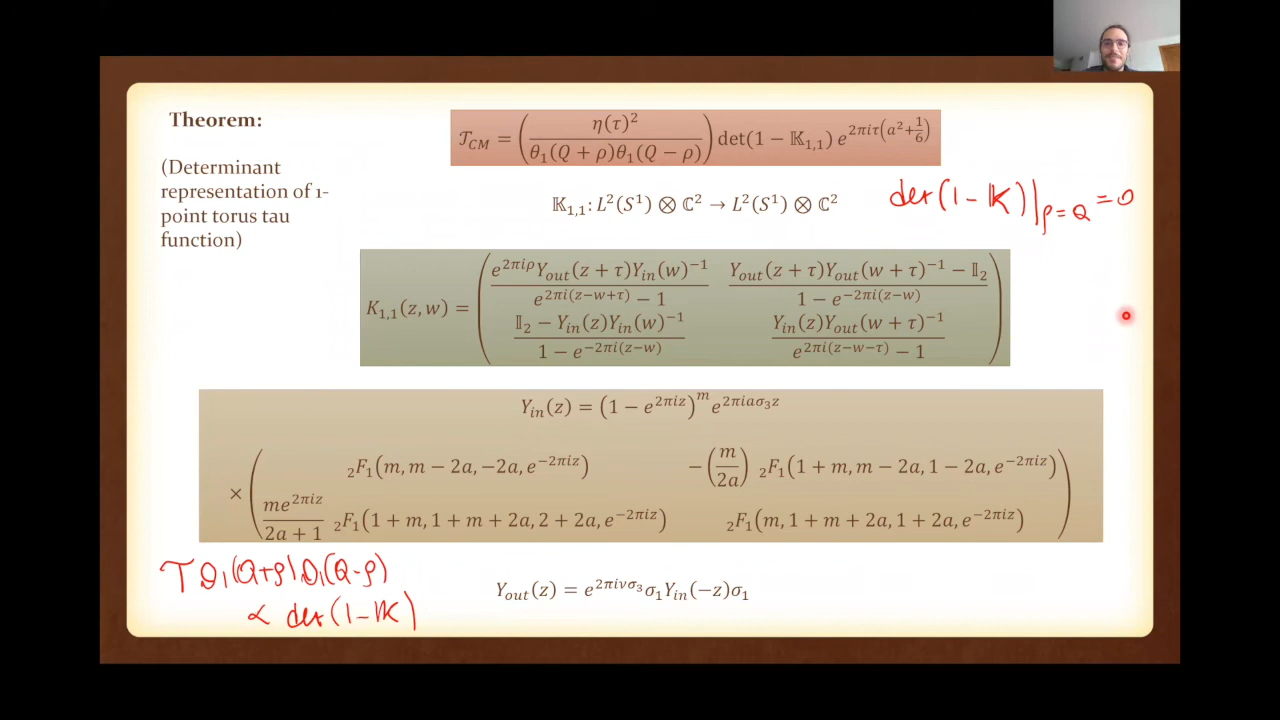 Theorem:
(Determinant
representation of 1-
point torus tau
function)
𝒯_CM = ( η(τ)² / θ₁(Q + ρ)θ₁(Q − ρ) ) det(1 − 𝕂₁,₁) e^{2πiτ(a² + 1/6)}
𝕂₁,₁: L²(S¹) ⊗ ℂ² → L²(S¹) ⊗ ℂ²
det(1 − 𝕂)|_{ρ=Q} = 0
K₁,₁(z, w) =
e^{2πiρ}Y_out(z + τ)Y_in(w)⁻¹ / e^{2πi(z−w+τ)} − 1    Y_out(z + τ)Y_out(w + τ)⁻¹ − 𝕀₂ / 1 − e^{−2πi(z−w)}
𝕀₂ − Y_in(z)Y_in(w)⁻¹ / 1 − e^{−2πi(z−w)}    Y_in(z)Y_out(w + τ)⁻¹ / e^{2πi(z−w−τ)} − 1
Y_in(z) = (1 − e^{2πiz})^m e^{2πiaσ₃z}
× ( ₂F₁(m, m − 2a, −2a, e^{−2πiz})    −(m/2a) ₂F₁(1 + m, m − 2a, 1 − 2a, e^{−2πiz})
me^{2πiz}/2a + 1 ₂F₁(1 + m, 1 + m + 2a, 2 + 2a, e^{−2πiz})    ₂F₁(m, 1 + m + 2a, 1 + 2a, e^{−2πiz}) )
𝒯 θ₁(Q+ρ)θ₁(Q−ρ)
∝ det(1 − 𝕂)
Y_out(z) = e^{2πiνσ₃}σ₁Y_in(−z)σ₁